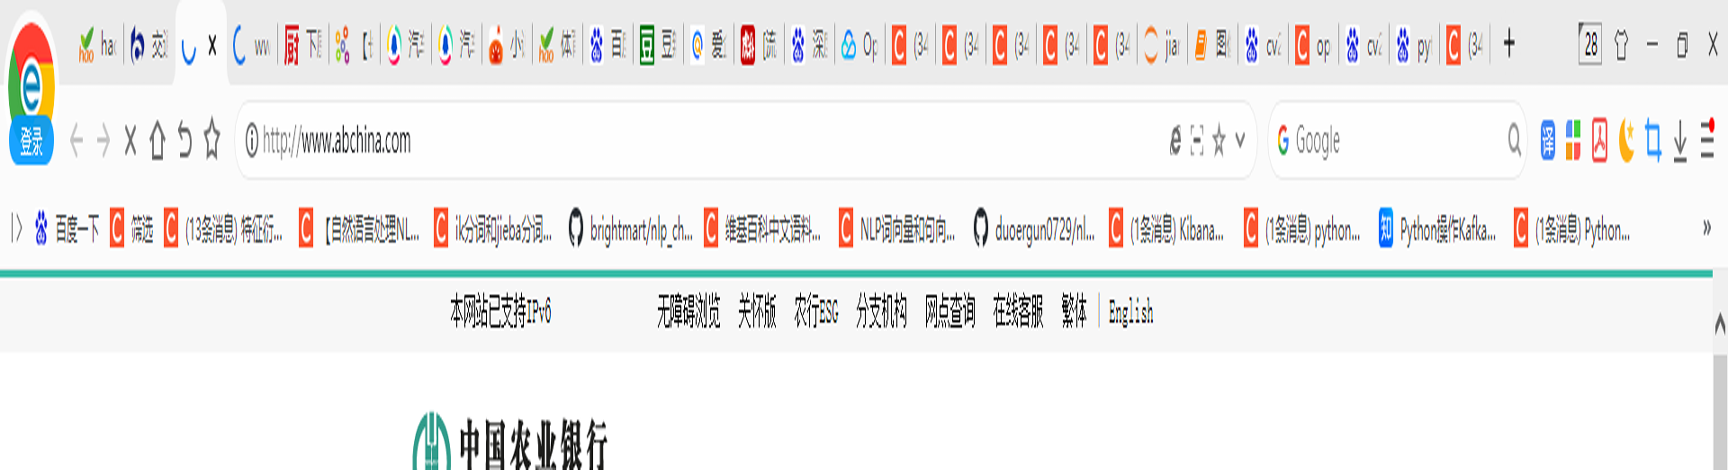 交 ww 下 【 汽 汽 小 体 百 豆 爱 深 Op (34 (34 (34 (34 (34 jiar 图 cv2 op cv2 py (34 28
登录 http://www.abchina.com Google 译
百度一下 筛选 (13条消息) 特征衍... 【自然语言处理NL... ik分词和jieba分词... brightmart/nlp_ch... 维基百科中文语料... NLP词向量和句向... duoergun0729/nl... (1条消息) Kibana... (1条消息) python... 知 Python操作Kafka... (1条消息) Python... »
本网站已支持IPv6 无障碍浏览 关怀版 农行ESG 分支机构 网点查询 在线客服 繁体 | English
中国农业银行